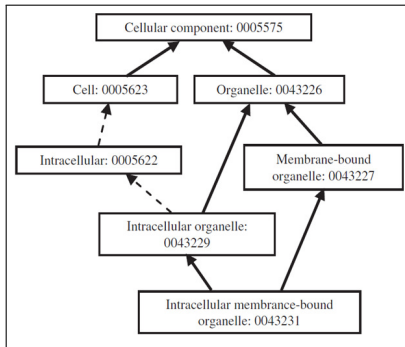 Cellular component: 0005575
Cell: 0005623
Organelle: 0043226
Intracellular: 0005622
Membrane-bound
organelle: 0043227
Intracellular organelle:
0043229
Intracellular membrance-bound
organelle: 0043231